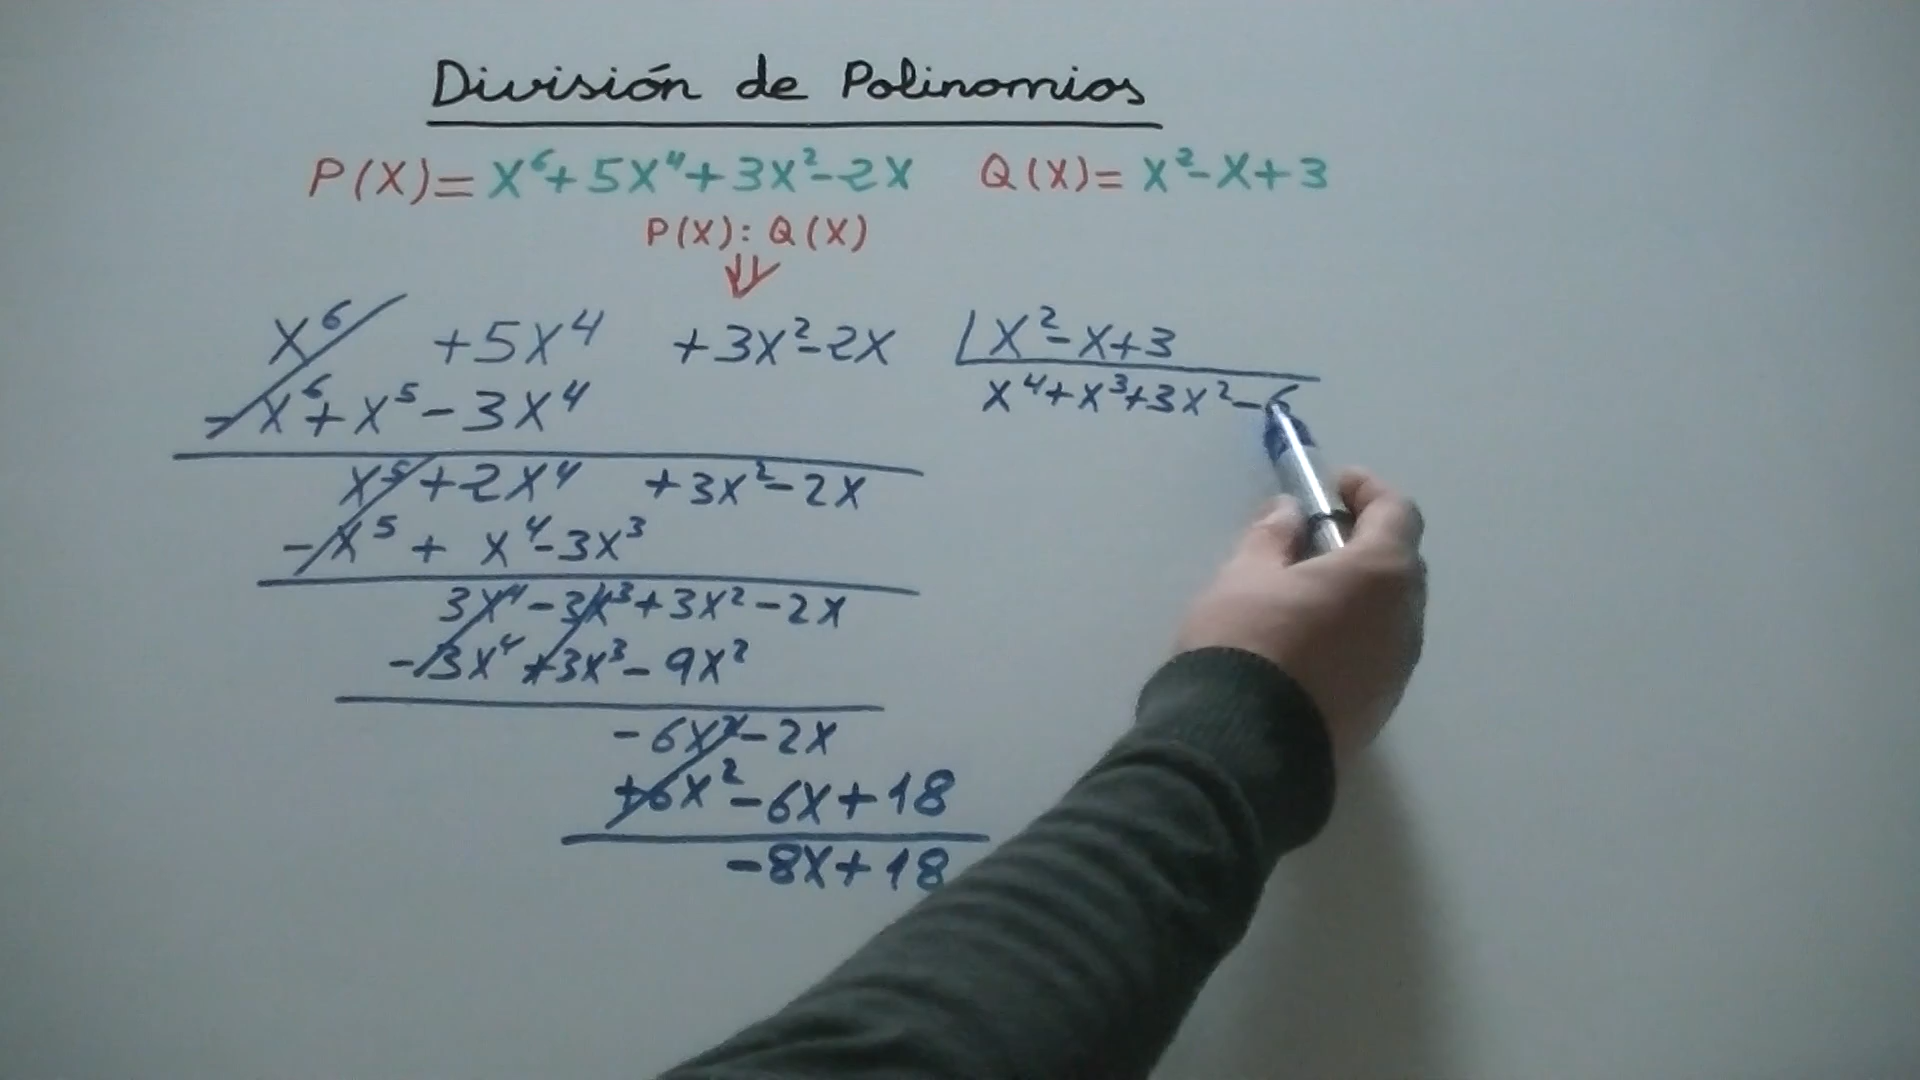 División de Polinomios
P(X)= X⁶+5X⁴+3X²-2X Q(X)= X²-X+3
P(X): Q(X)
X⁶ +5X⁴ +3X²-2X X²-X+3
-X⁶+X⁵-3X⁴ X⁴+X³+3X²-6
X⁵+2X⁴ +3X²-2X
-X⁵+X⁴-3X³
3X⁴-3X³+3X²-2X
-3X⁴+3X³-9X²
-6X²-2X
+6X²-6X+18
-8X+18